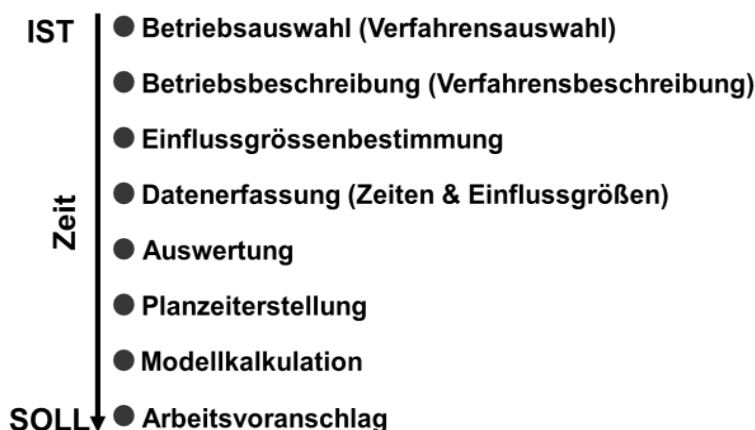 IST
Betriebsauswahl (Verfahrensauswahl)
Betriebsbeschreibung (Verfahrensbeschreibung)
Einflussgrössenbestimmung
Datenerfassung (Zeiten & Einflussgrößen)
Zeit
Auswertung
Planzeiterstellung
Modellkalkulation
SOLL
Arbeitsvoranschlag